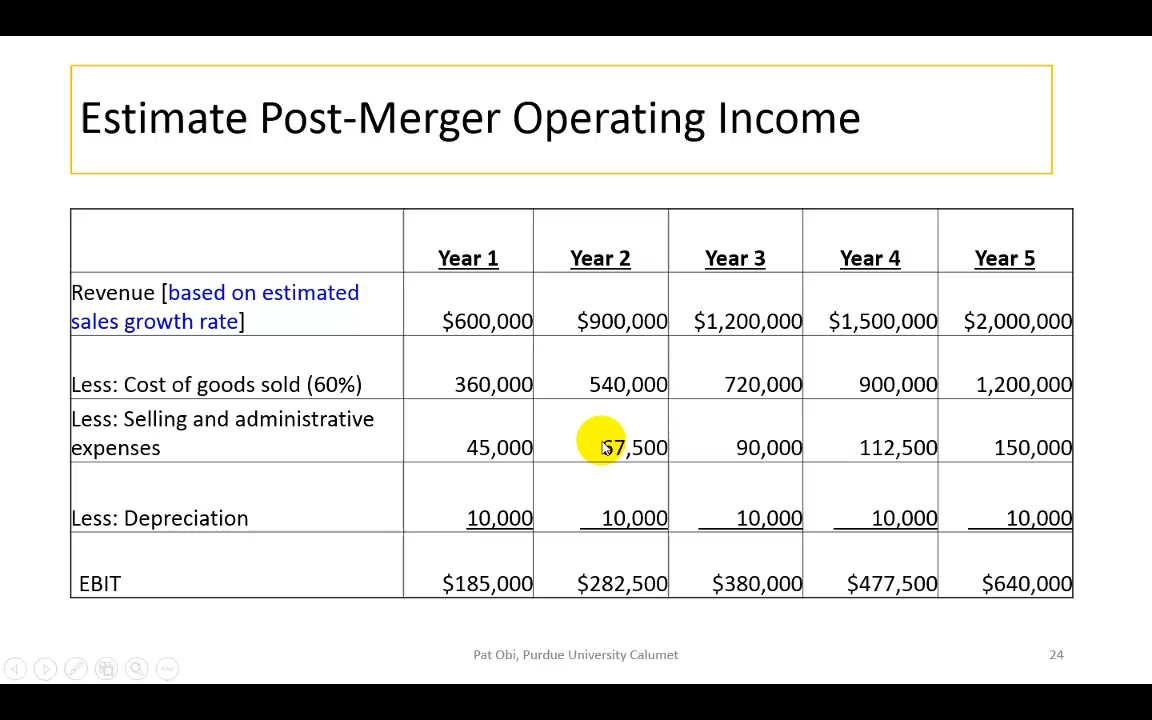 Estimate Post-Merger Operating Income
Year 1 Year 2 Year 3 Year 4 Year 5
Revenue [based on estimated
sales growth rate] $600,000 $900,000 $1,200,000 $1,500,000 $2,000,000
Less: Cost of goods sold (60%) 360,000 540,000 720,000 900,000 1,200,000
Less: Selling and administrative
expenses 45,000 67,500 90,000 112,500 150,000
Less: Depreciation 10,000 10,000 10,000 10,000 10,000
EBIT $185,000 $282,500 $380,000 $477,500 $640,000
Pat Obi, Purdue University Calumet 24